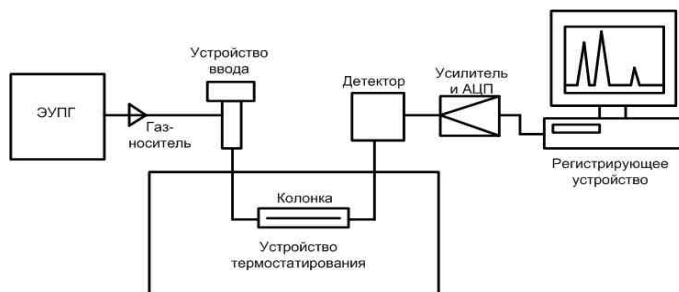 ЭУПГ
Газ-
носитель
Устройство
ввода
Колонка
Устройство
термостатирования
Детектор
Усилитель
и АЦП
Регистрирующее
устройство